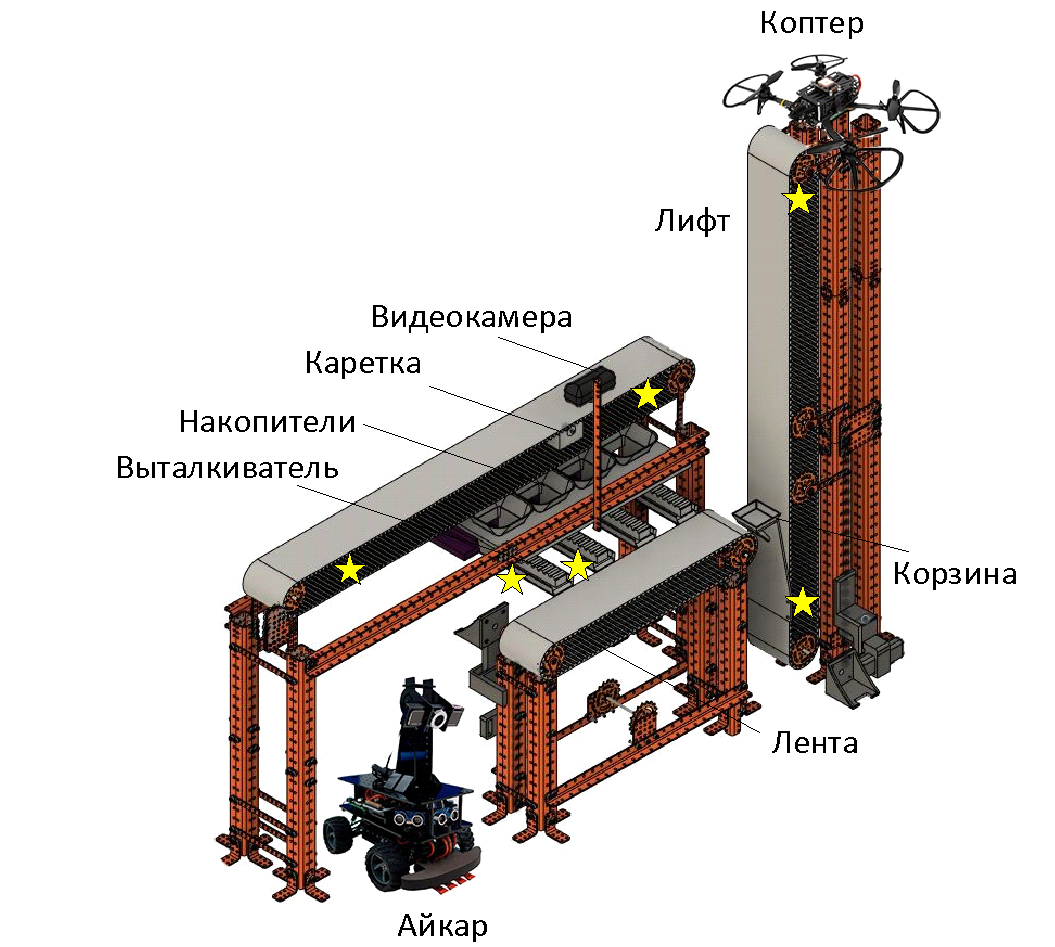 Коптер
Лифт
Видеокамера
Каретка
Накопители
Выталкиватель
Корзина
Лента
Айкар